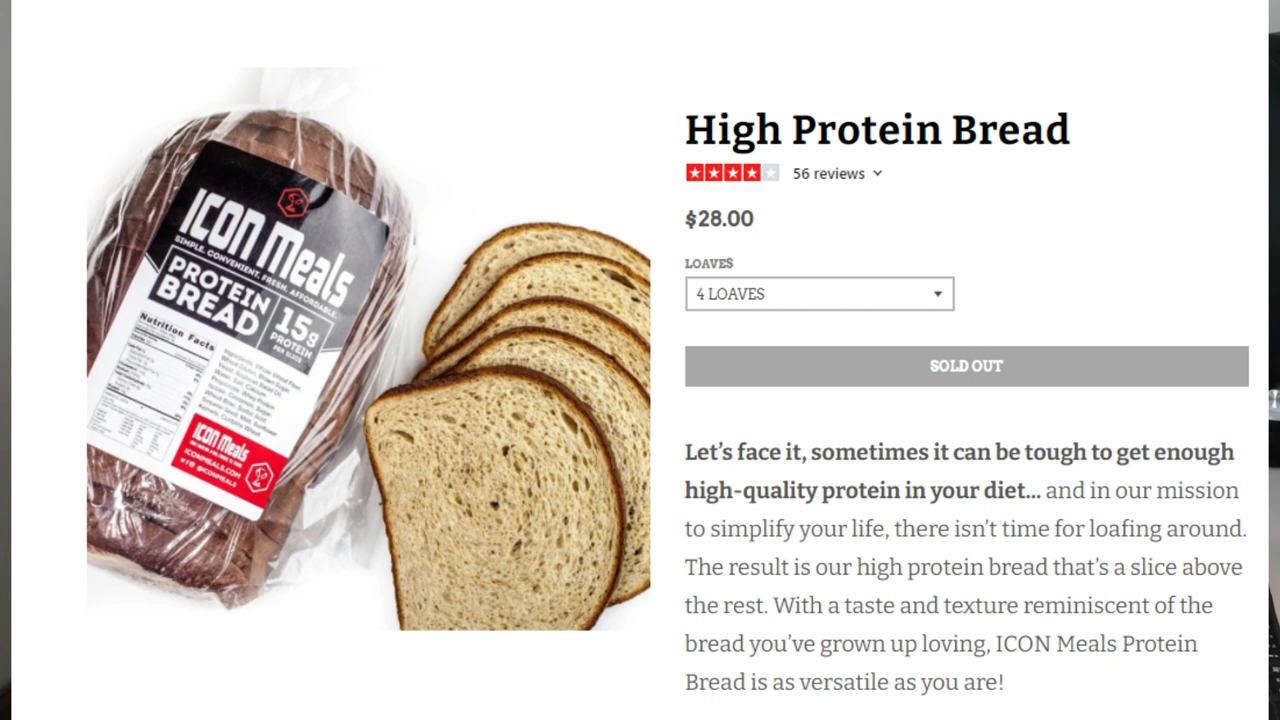 High Protein Bread
56 reviews
$28.00
LOAVES
4 LOAVES
SOLD OUT
Let's face it, sometimes it can be tough to get enough
high-quality protein in your diet... and in our mission
to simplify your life, there isn't time for loafing around.
The result is our high protein bread that's a slice above
the rest. With a taste and texture reminiscent of the
bread you've grown up loving, ICON Meals Protein
Bread is as versatile as you are!
ICON Meals
SIMPLE. CONVENIENT. FRESH. AFFORDABLE.
PROTEIN
BREAD
15g
PROTEIN
PER SLICE
Nutrition Facts
ICON Meals
ICONMEALS.COM
@ICONMEALS